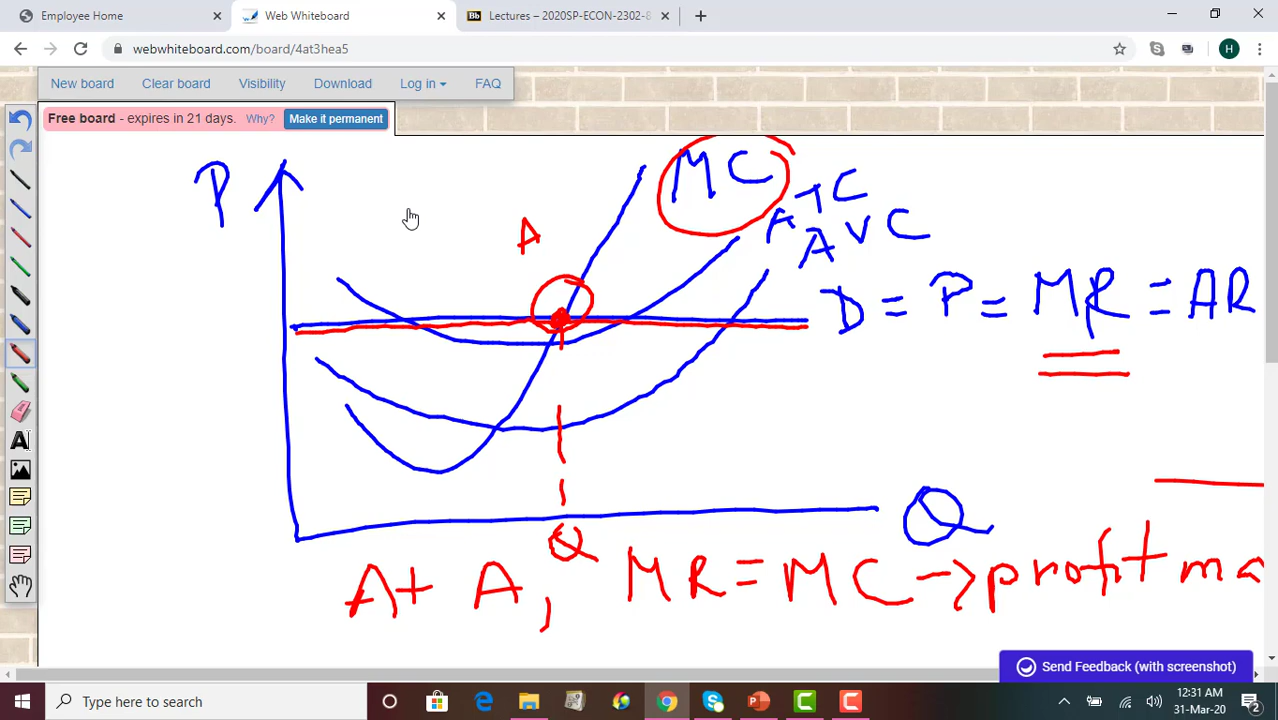 Employee Home
Web Whiteboard
Bb Lectures – 2020SP-ECON-2302-8
webwhiteboard.com/board/4at3hea5
H
New board Clear board Visibility Download Log in FAQ
Free board - expires in 21 days. Why? Make it permanent
P
MC
ATC
AVC
A
D = P = MR = AR
Q
Q
At A, MR = MC -> profit ma
A
Send Feedback (with screenshot)
Type here to search
12:31 AM
31-Mar-20
2